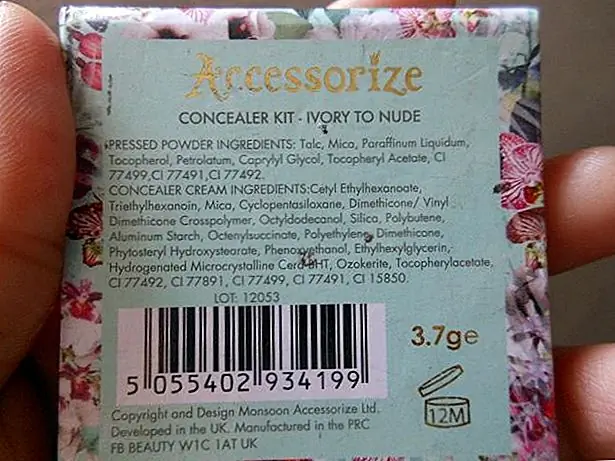 Accessorize
CONCEALER KIT - IVORY TO NUDE
PRESSED POWDER INGREDIENTS: Talc, Mica, Paraffinum Liquidum,
Tocopherol, Petrolatum, Caprylyl Glycol, Tocopheryl Acetate, CI
77499,CI 77491,CI 77492.
CONCEALER CREAM INGREDIENTS:Cetyl Ethylhexanoate,
Triethylhexanoin, Mica, Cyclopentasiloxane, Dimethicone/ Vinyl
Dimethicone Crosspolymer, Octyldodecanol, Silica, Polybutene,
Aluminum Starch, Octenylsuccinate, Polyethylene, Dimethicone,
Phytosteryl Hydroxystearate, Phenoxyethanol, Ethylhexylglycerin,
Hydrogenated Microcrystalline Cera BHT, Ozokerite, Tocopherylacetate,
CI 77492, CI 77891, CI 77499, CI 77491, CI 15850.
LOT: 12053
3.7g e
5 055402 934199
12M
Copyright and Design Monsoon Accessorize Ltd.
Developed in the UK. Manufactured in the PRC
FB BEAUTY W1C 1AT UK